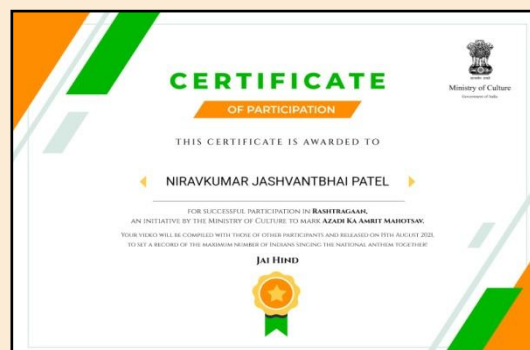 CERTIFICATE
OF PARTICIPATION
Ministry of Culture
Government of India
THIS CERTIFICATE IS AWARDED TO
NIRAVKUMAR JASHVANTBHAI PATEL
FOR SUCCESSFUL PARTICIPATION IN RASHTRAGAAN,
AN INITIATIVE BY THE MINISTRY OF CULTURE TO MARK AZADI KA AMRIT MAHOTSAV.
YOUR VIDEO WILL BE COMPILED WITH THOSE OF OTHER PARTICIPANTS AND RELEASED ON 15TH AUGUST 2021,
TO SET A RECORD OF THE MAXIMUM NUMBER OF INDIANS SINGING THE NATIONAL ANTHEM TOGETHER!
JAI HIND